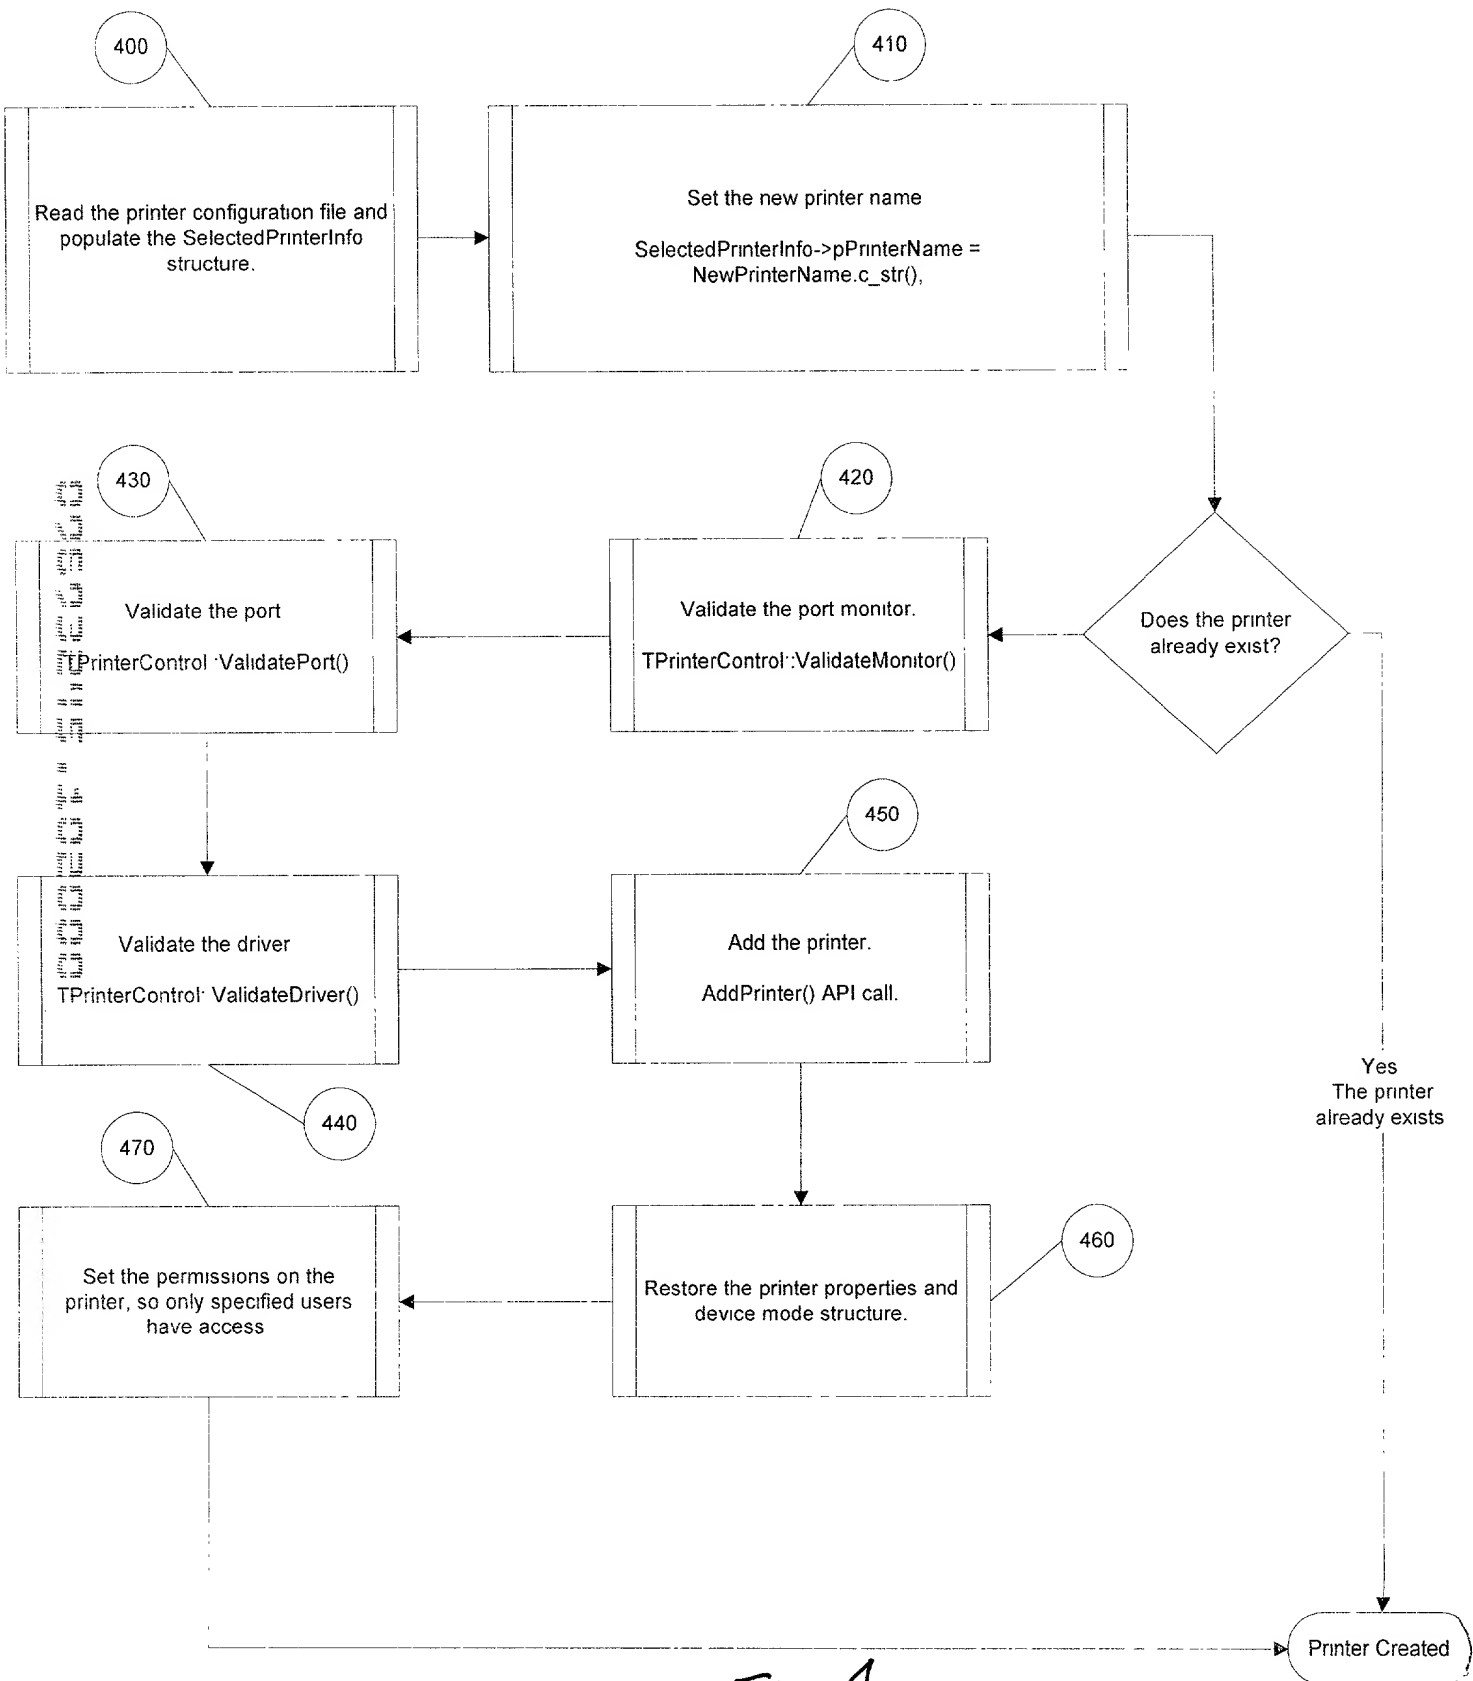 400
410
Read the printer configuration file and
populate the SelectedPrinterInfo
structure.
Set the new printer name
SelectedPrinterInfo->pPrinterName =
NewPrinterName.c_str(),
430
420
Validate the port
TPrinterControl :ValidatePort()
Validate the port monitor.
TPrinterControl::ValidateMonitor()
Does the printer
already exist?
450
Validate the driver
TPrinterControl: ValidateDriver()
Add the printer.
AddPrinter() API call.
Yes
The printer
already exists
440
470
460
Set the permissions on the
printer, so only specified users
have access
Restore the printer properties and
device mode structure.
Printer Created